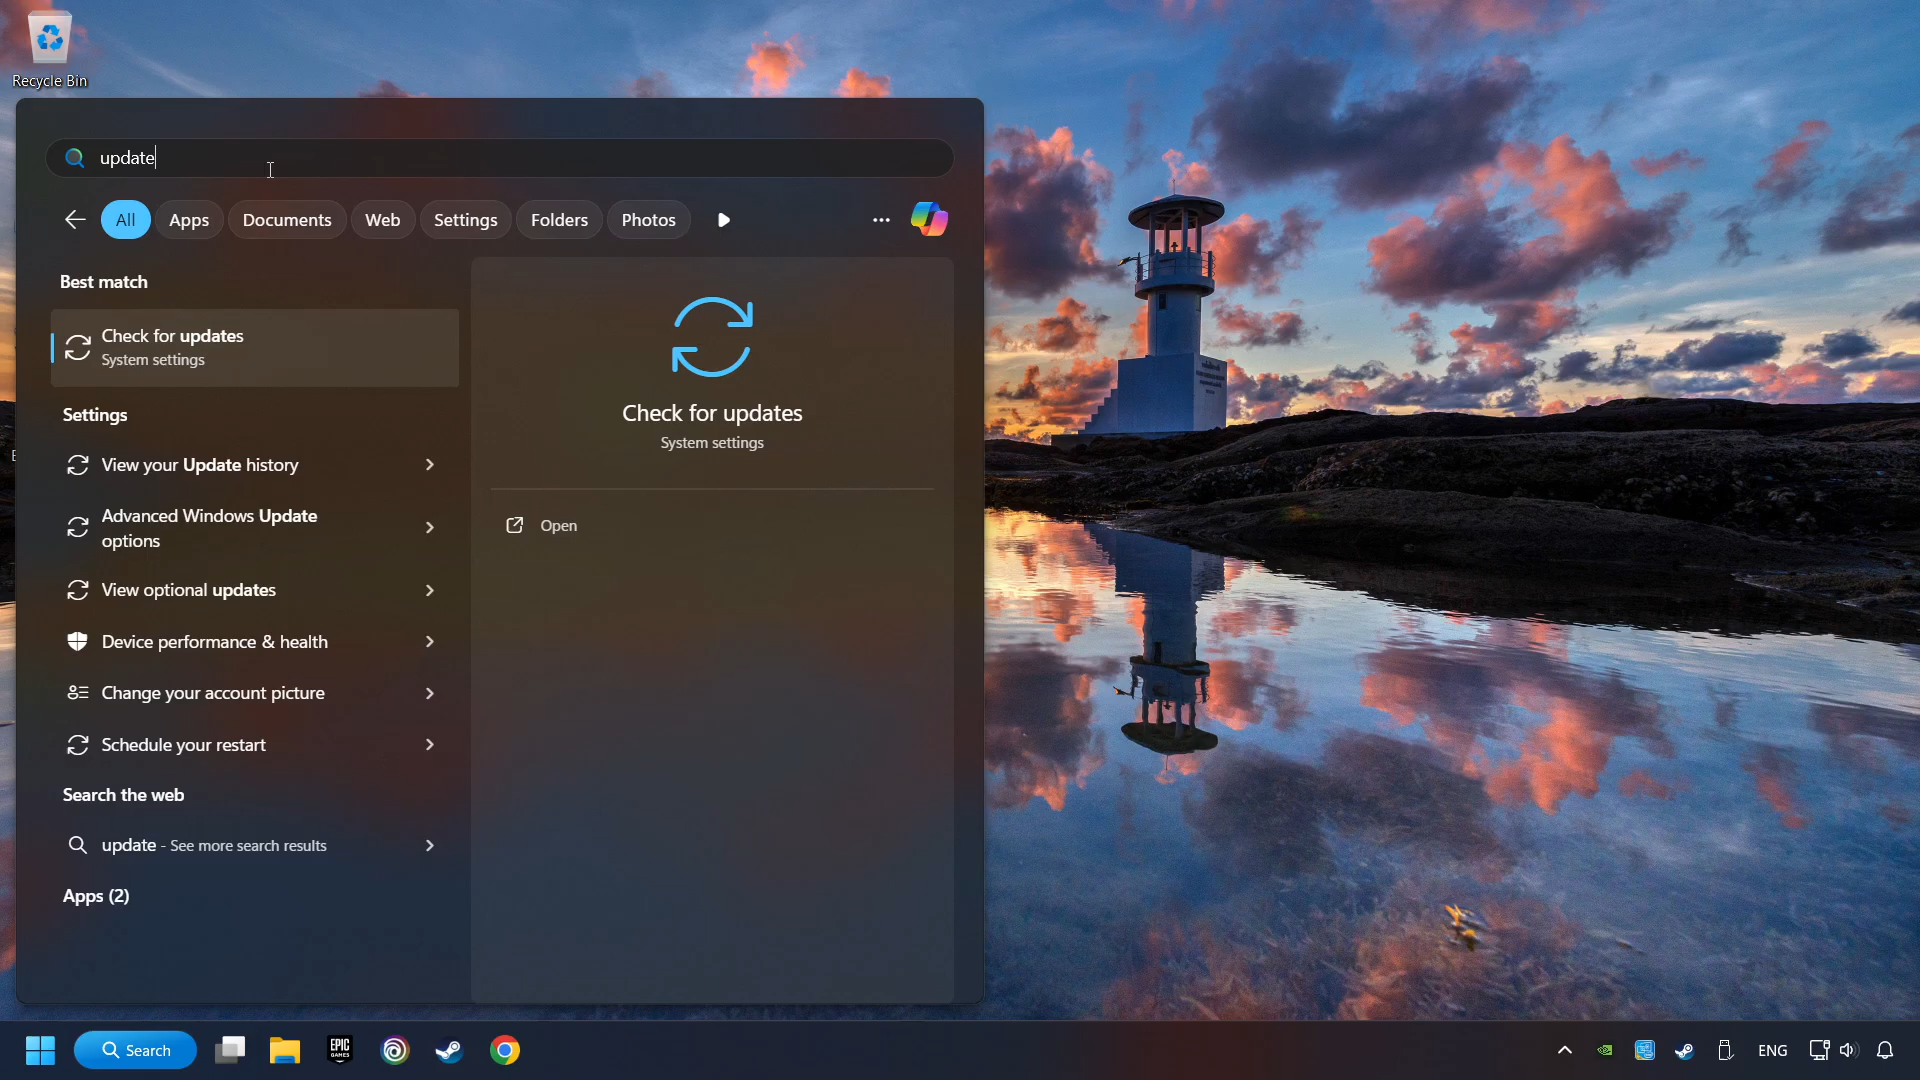 Recycle Bin
update
All
Apps
Documents
Web
Settings
Folders
Photos
Best match
Check for updates
System settings
Settings
View your Update history
Advanced Windows Update
options
View optional updates
Device performance & health
Change your account picture
Schedule your restart
Search the web
update - See more search results
Apps (2)
Check for updates
System settings
Open
Search
EPIC
GAMES
ENG